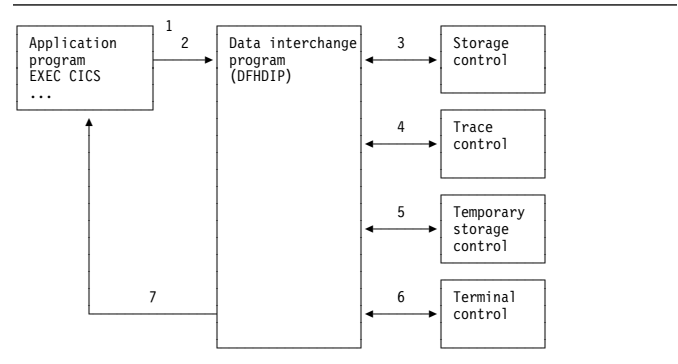 1
Application
program
EXEC CICS
...
2
Data interchange
program
(DFHDIP)
3
Storage
control
4
Trace
control
5
Temporary
storage
control
7
6
Terminal
control